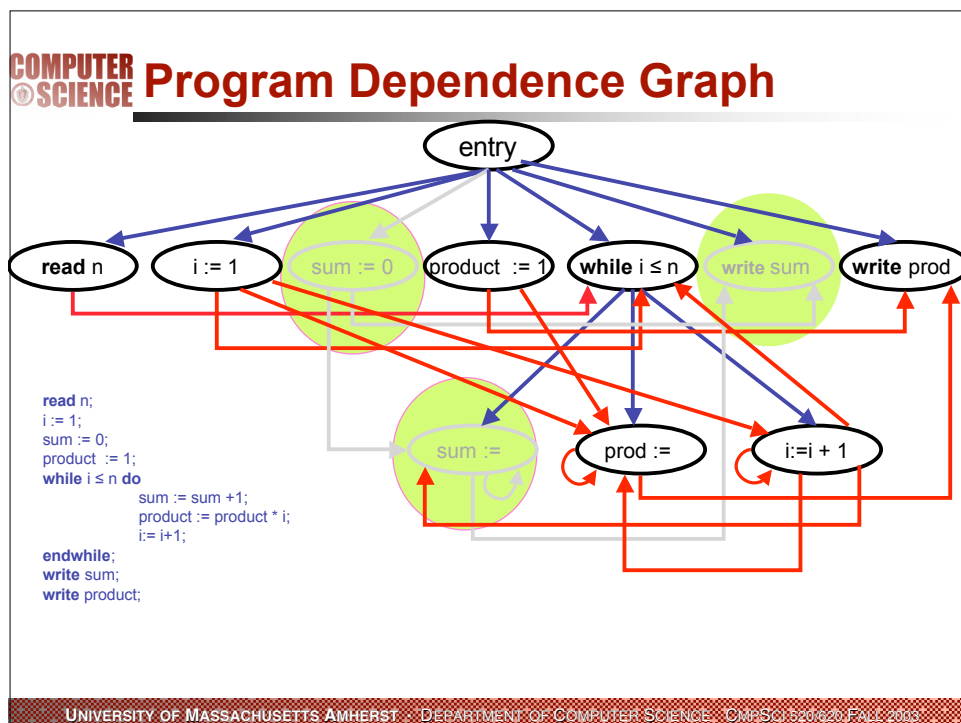 COMPUTER
SCIENCE
Program Dependence Graph
entry
read n
i := 1
sum := 0
product := 1
while i ≤ n
write sum
write prod
sum :=
prod :=
i:=i + 1
read n;
i := 1;
sum := 0;
product := 1;
while i ≤ n do
sum := sum +1;
product := product * i;
i:= i+1;
endwhile;
write sum;
write product;
UNIVERSITY OF MASSACHUSETTS AMHERST • DEPARTMENT OF COMPUTER SCIENCE CMPSCI 520/620 FALL 2003